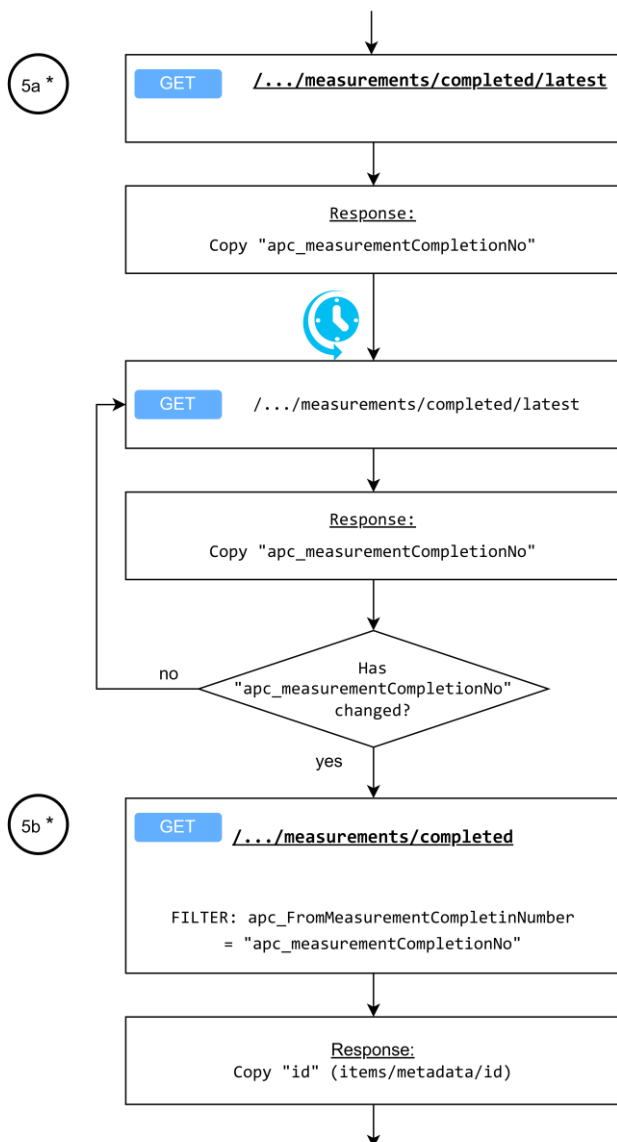 5a *
GET /.../measurements/completed/latest
Response:
Copy "apc_measurementCompletionNo"
GET /.../measurements/completed/latest
Response:
Copy "apc_measurementCompletionNo"
Has
"apc_measurementCompletionNo"
changed?
no
yes
5b *
GET /.../measurements/completed
FILTER: apc_FromMeasurementCompletinNumber
= "apc_measurementCompletionNo"
Response:
Copy "id" (items/metadata/id)